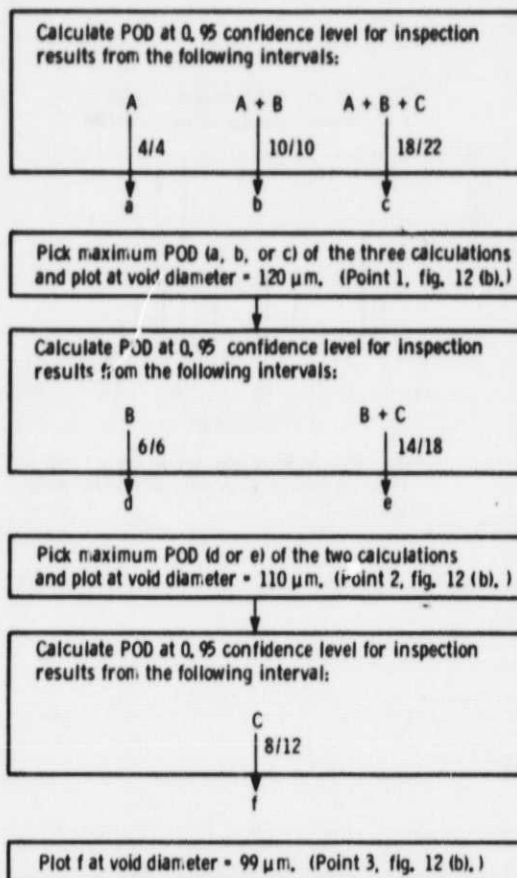 Calculate POD at 0.95 confidence level for inspection
results from the following intervals:
A A + B A + B + C
4/4 10/10 18/22
a b c
Pick maximum POD (a, b, or c) of the three calculations
and plot at void diameter = 120 μm. (Point 1, fig. 12 (b).)
Calculate POD at 0.95 confidence level for inspection
results from the following intervals:
B B + C
6/6 14/18
d e
Pick maximum POD (d or e) of the two calculations
and plot at void diameter = 110 μm. (Point 2, fig. 12 (b).)
Calculate POD at 0.95 confidence level for inspection
results from the following interval:
C
8/12
f
Plot f at void diameter = 99 μm. (Point 3, fig. 12 (b).)